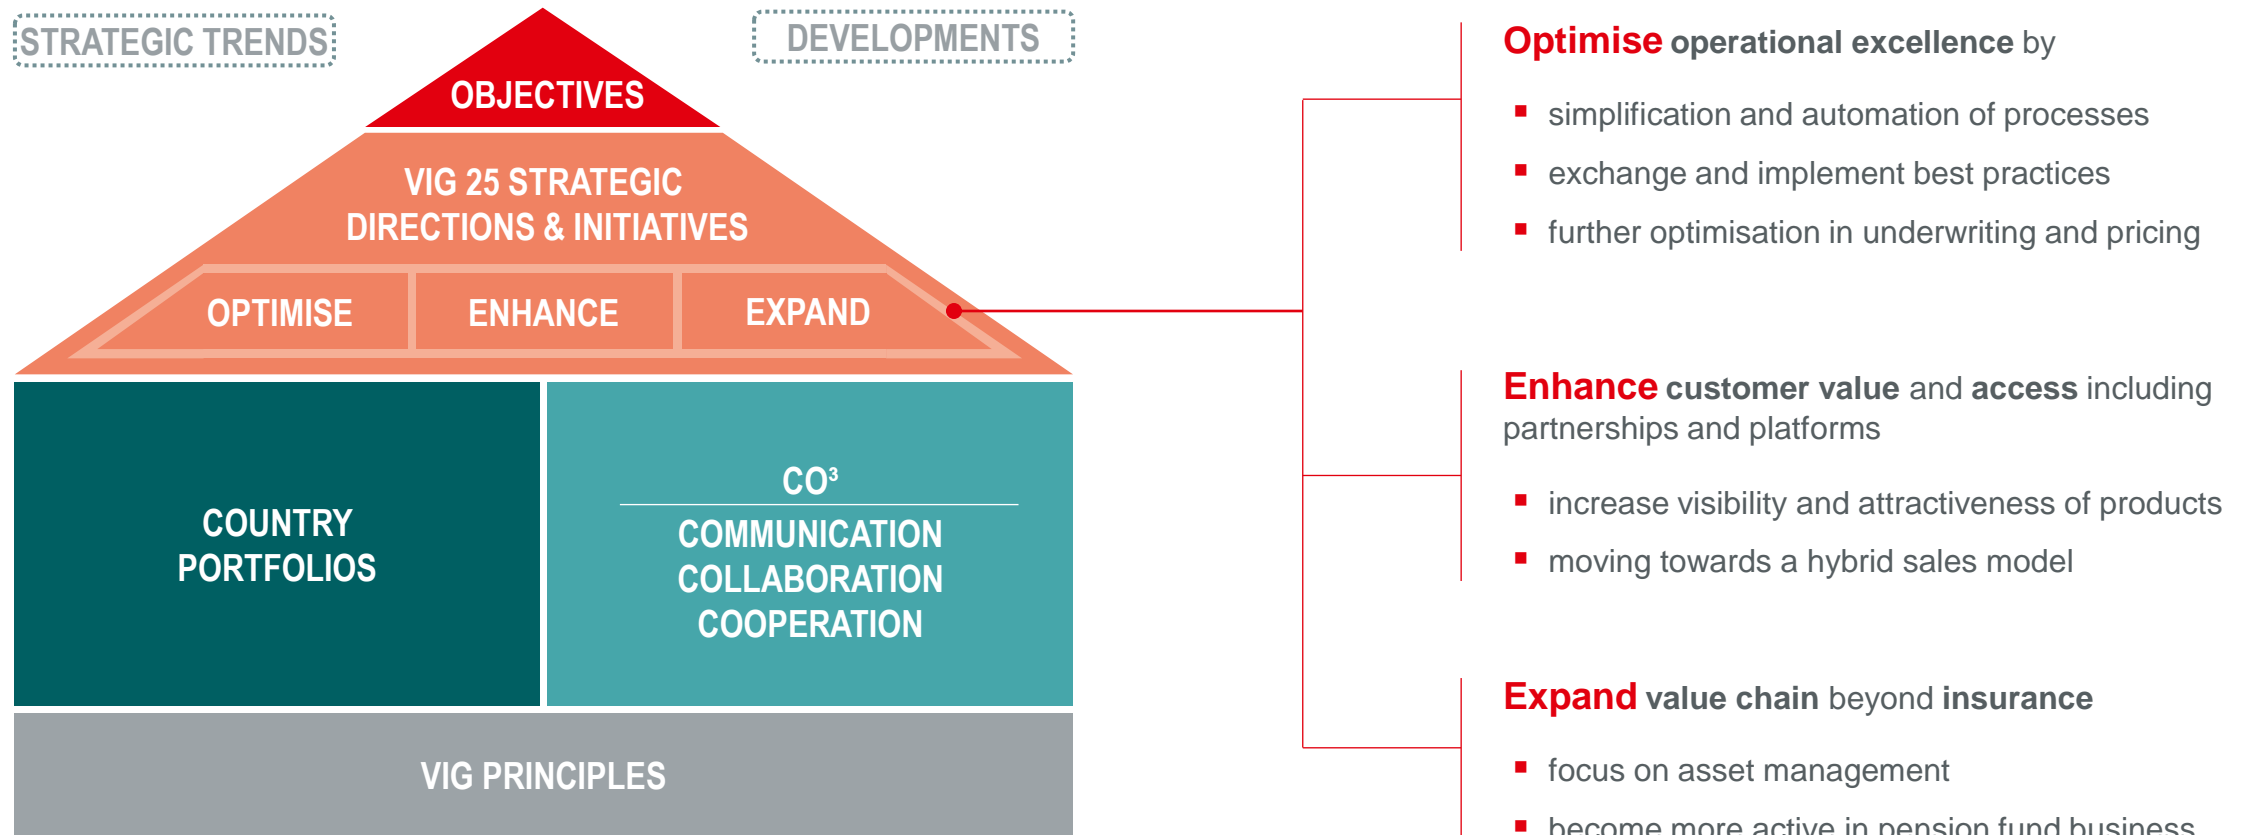 STRATEGIC TRENDS
DEVELOPMENTS
OBJECTIVES
VIG 25 STRATEGIC
DIRECTIONS & INITIATIVES
OPTIMISE
ENHANCE
EXPAND
COUNTRY
PORTFOLIOS
CO³
COMMUNICATION
COLLABORATION
COOPERATION
VIG PRINCIPLES
Optimise operational excellence by
▪ simplification and automation of processes
▪ exchange and implement best practices
▪ further optimisation in underwriting and pricing
Enhance customer value and access including
partnerships and platforms
▪ increase visibility and attractiveness of products
▪ moving towards a hybrid sales model
Expand value chain beyond insurance
▪ focus on asset management
▪ become more active in pension fund business